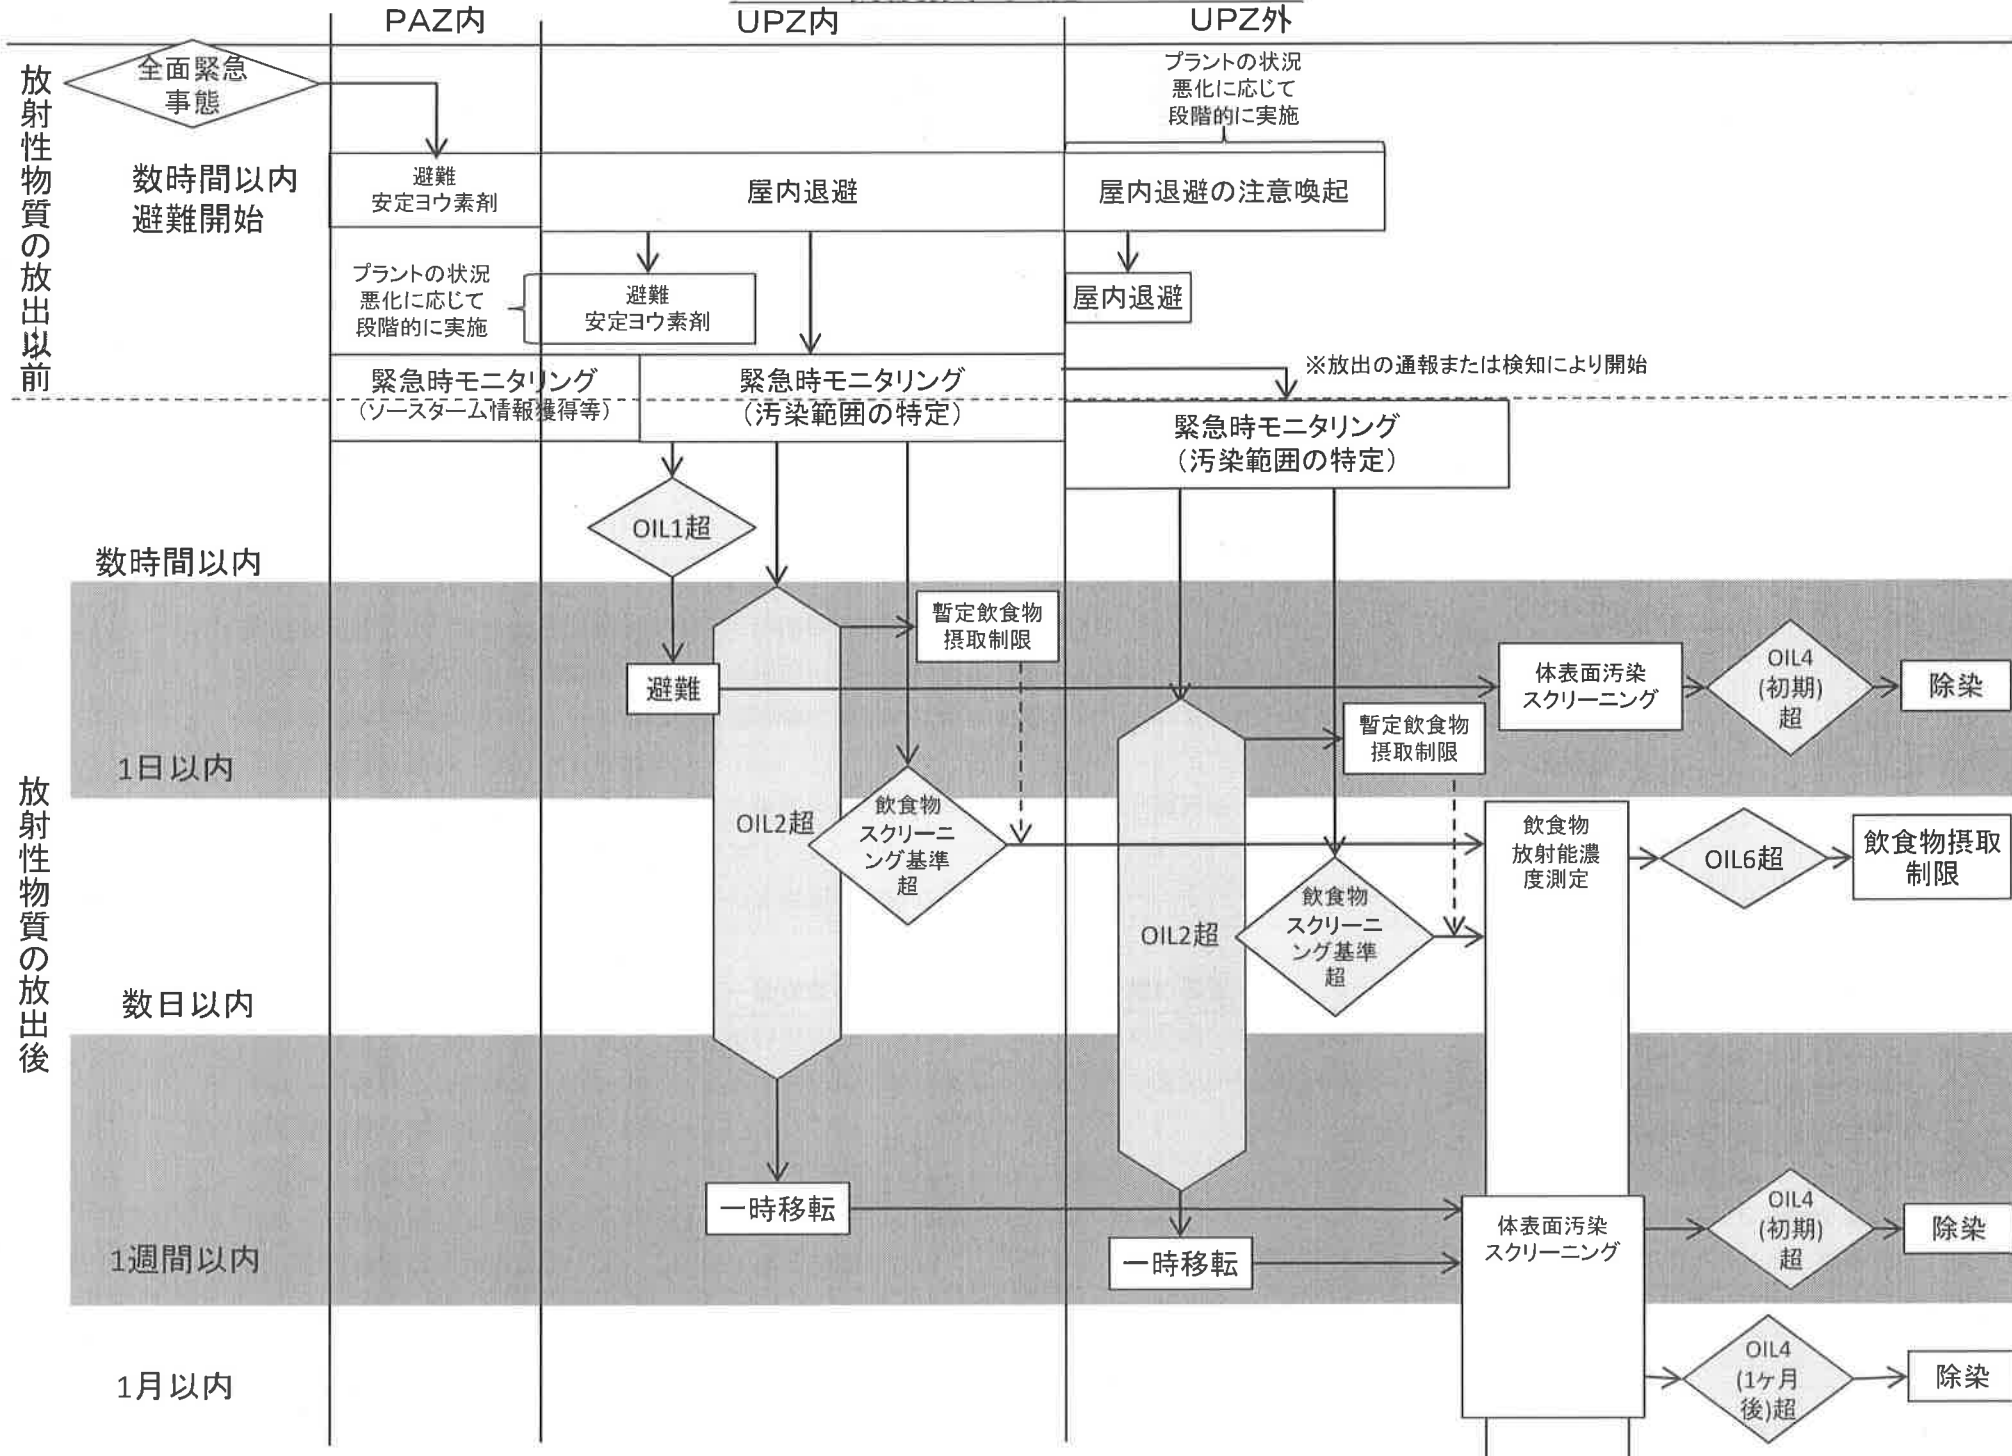 PAZ内
UPZ内
UPZ外
全面緊急
事態
プラントの状況
悪化に応じて
段階的に実施
放射性物質の放出以前
数時間以内
避難開始
避難
安定ヨウ素剤
屋内退避
屋内退避の注意喚起
プラントの状況
悪化に応じて
段階的に実施
避難
安定ヨウ素剤
屋内退避
緊急時モニタリング
（ソースターム情報獲得等）
緊急時モニタリング
（汚染範囲の特定）
※放出の通報または検知により開始
緊急時モニタリング
（汚染範囲の特定）
OIL1超
放射性物質の放出後
数時間以内
暫定飲食物
摂取制限
避難
体表面汚染
スクリーニング
OIL4
(初期)
超
除染
暫定飲食物
摂取制限
1日以内
OIL2超
飲食物
スクリーニ
ング基準
超
飲食物
放射能濃
度測定
OIL6超
飲食物摂取
制限
OIL2超
飲食物
スクリーニ
ング基準
超
数日以内
一時移転
体表面汚染
スクリーニング
OIL4
(初期)
超
除染
一時移転
1週間以内
1月以内
OIL4
(1ケ月
後)超
除染